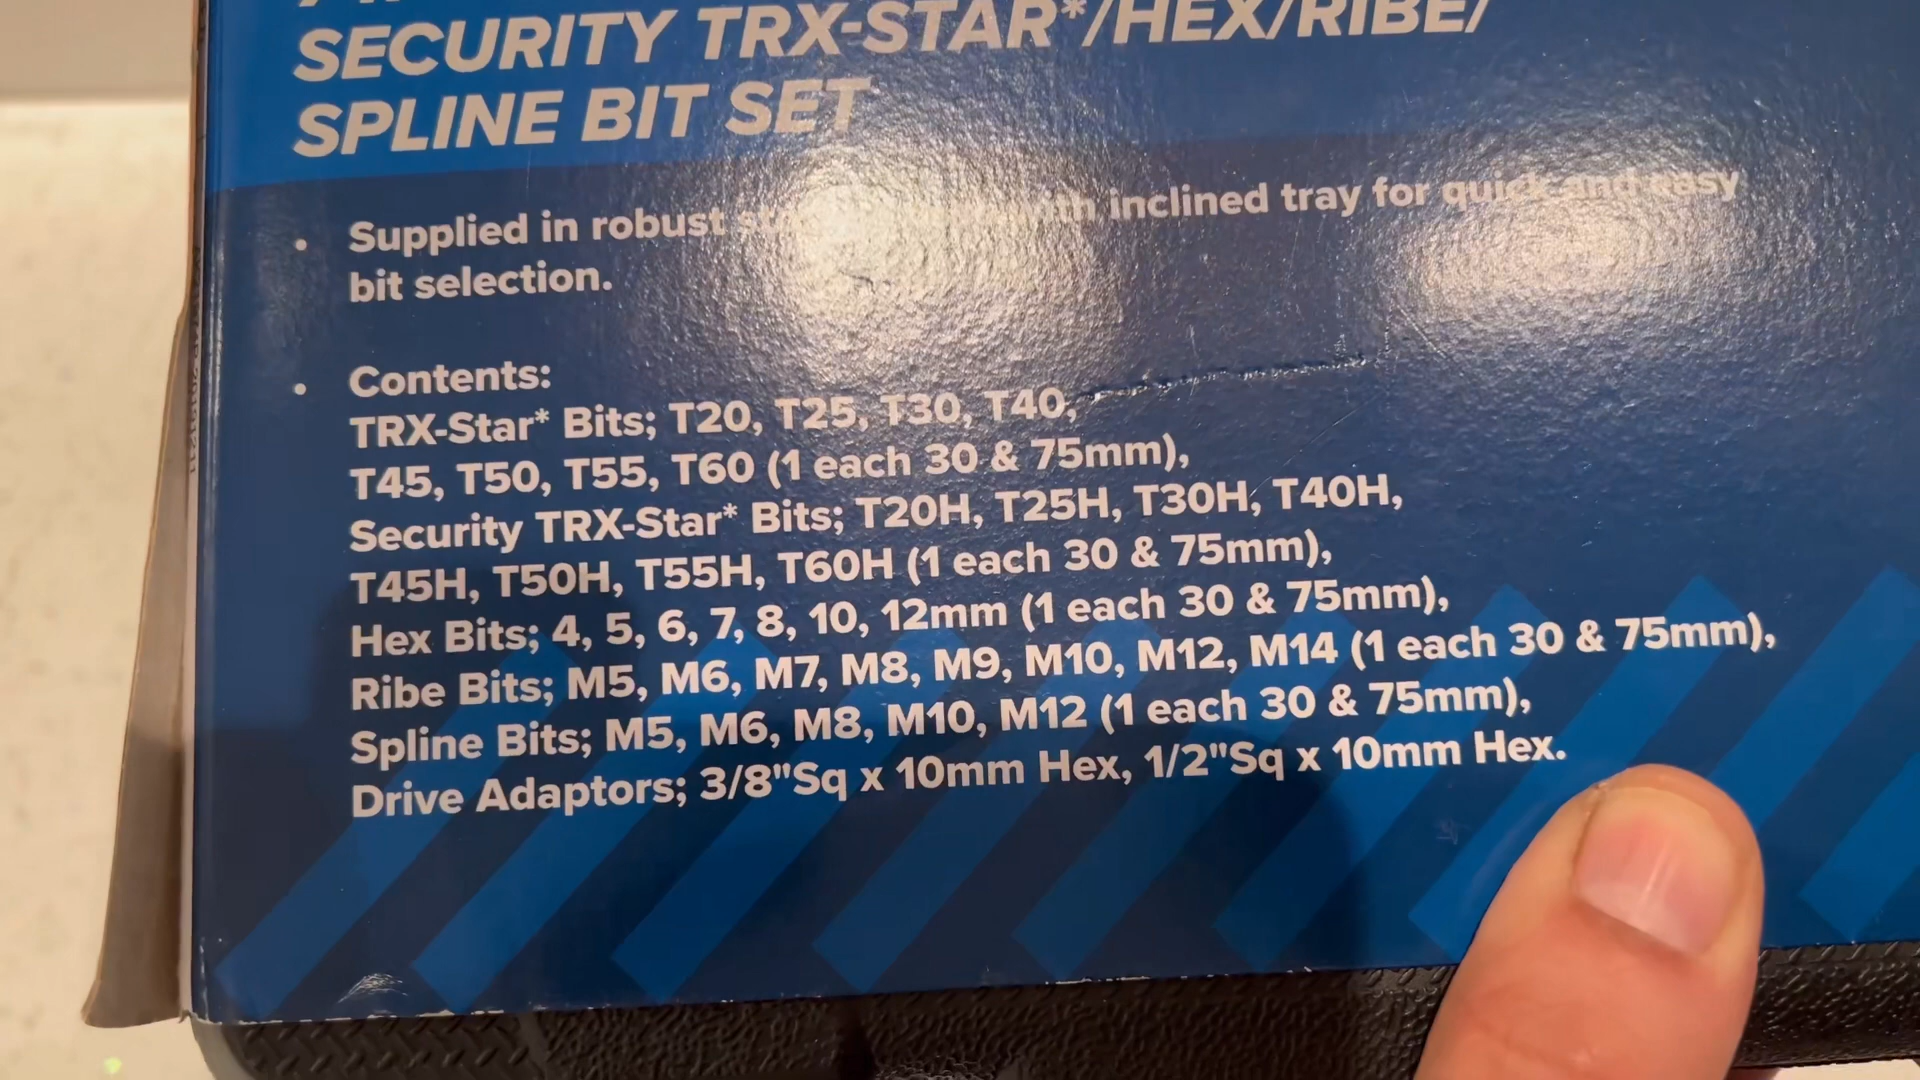 SECURITY TRX-STAR*/HEX/RIBE/
SPLINE BIT SET
• Supplied in robust with inclined tray for quick and easy
bit selection.
• Contents:
TRX-Star* Bits; T20, T25, T30, T40,
T45, T50, T55, T60 (1 each 30 & 75mm),
Security TRX-Star* Bits; T20H, T25H, T30H, T40H,
T45H, T50H, T55H, T60H (1 each 30 & 75mm),
Hex Bits; 4, 5, 6, 7, 8, 10, 12mm (1 each 30 & 75mm),
Ribe Bits; M5, M6, M7, M8, M9, M10, M12, M14 (1 each 30 & 75mm),
Spline Bits; M5, M6, M8, M10, M12 (1 each 30 & 75mm),
Drive Adaptors; 3/8"Sq x 10mm Hex, 1/2"Sq x 10mm Hex.